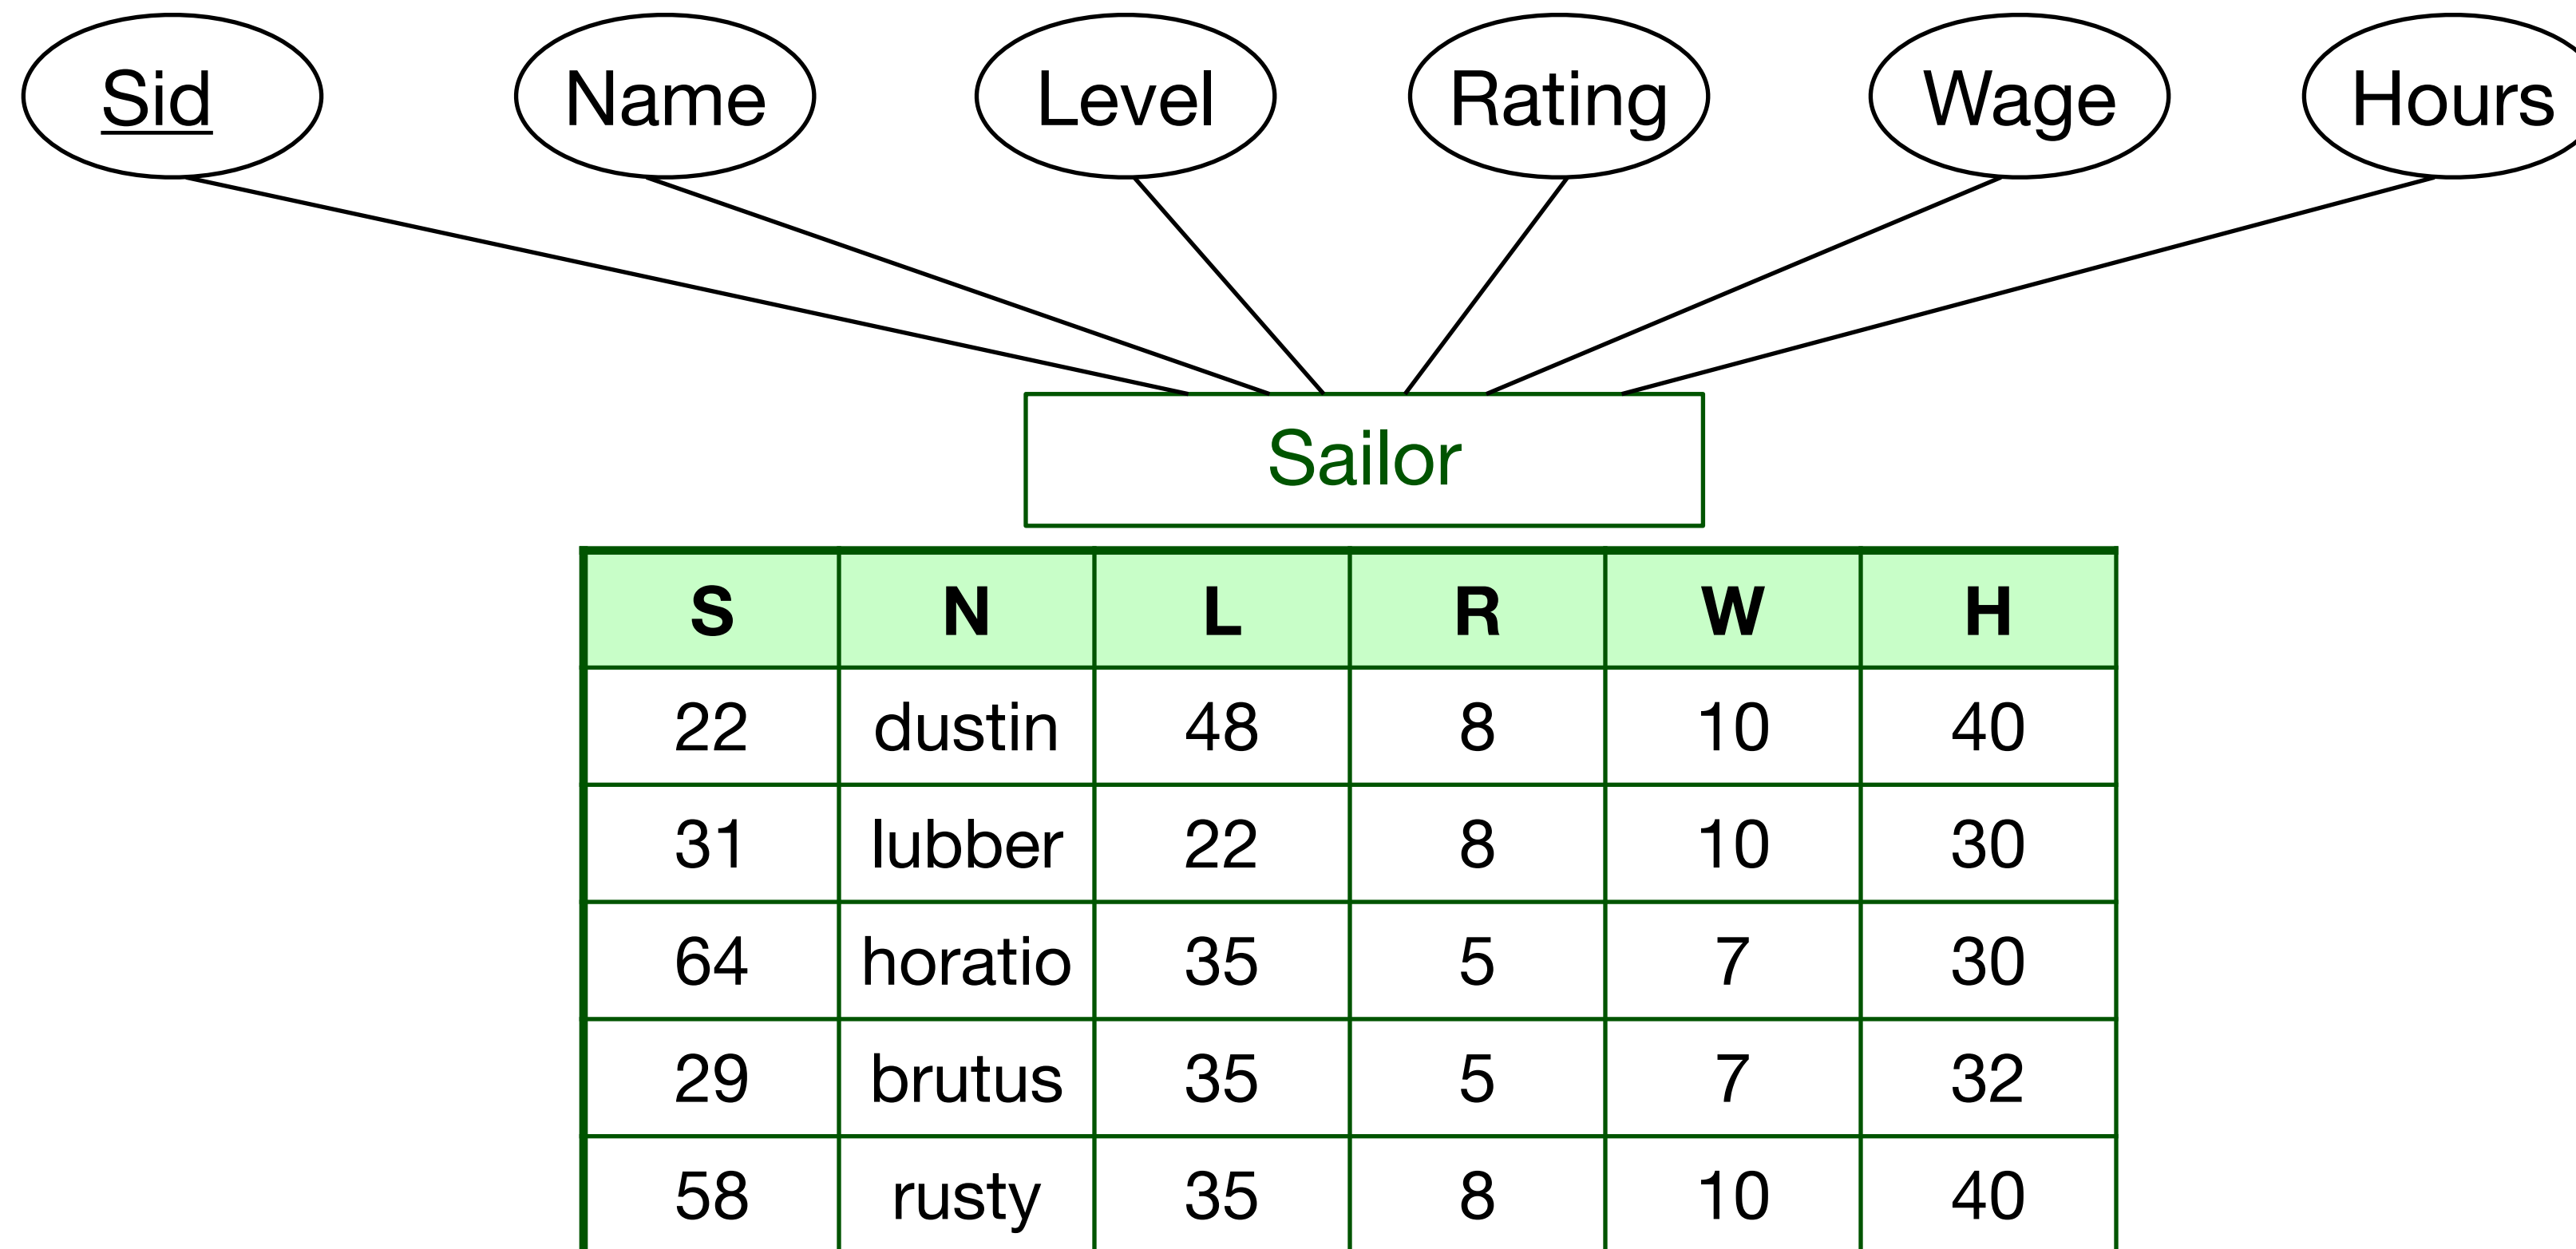 Sid Name Level Rating Wage Hours
Sailor
S N L R W H
22 dustin 48 8 10 40
31 lubber 22 8 10 30
64 horatio 35 5 7 30
29 brutus 35 5 7 32
58 rusty 35 8 10 40